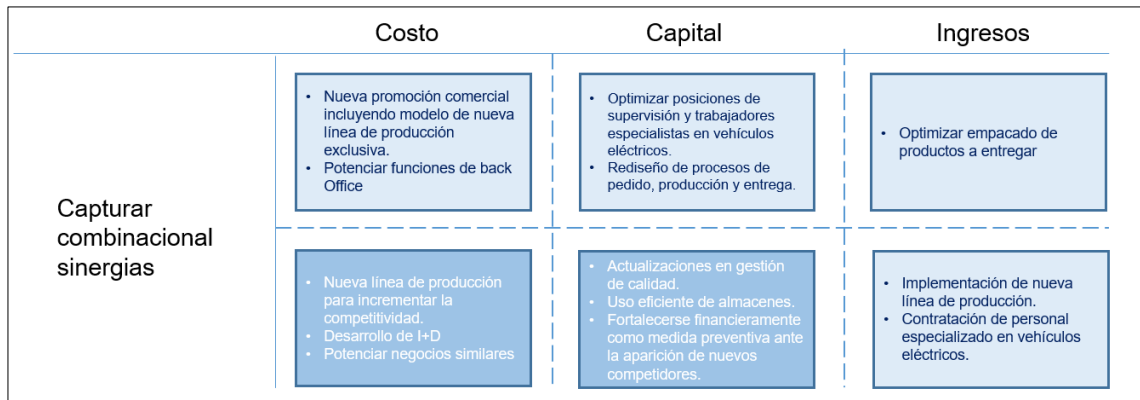 Costo
Capital
Ingresos
Capturar
combinacional
sinergias
• Nueva promoción comercial
incluyendo modelo de nueva
línea de producción
exclusiva.
• Potenciar funciones de back
Office
• Optimizar posiciones de
supervisión y trabajadores
especialistas en vehículos
eléctricos.
• Rediseño de procesos de
pedido, producción y entrega.
• Optimizar empacado de
productos a entregar
• Nueva línea de producción
para incrementar la
competitividad.
• Desarrollo de I+D
• Potenciar negocios similares
• Actualizaciones en gestión
de calidad.
• Uso eficiente de almacenes.
• Fortalecerse financieramente
como medida preventiva ante
la aparición de nuevos
competidores.
• Implementación de nueva
línea de producción.
• Contratación de personal
especializado en vehículos
eléctricos.